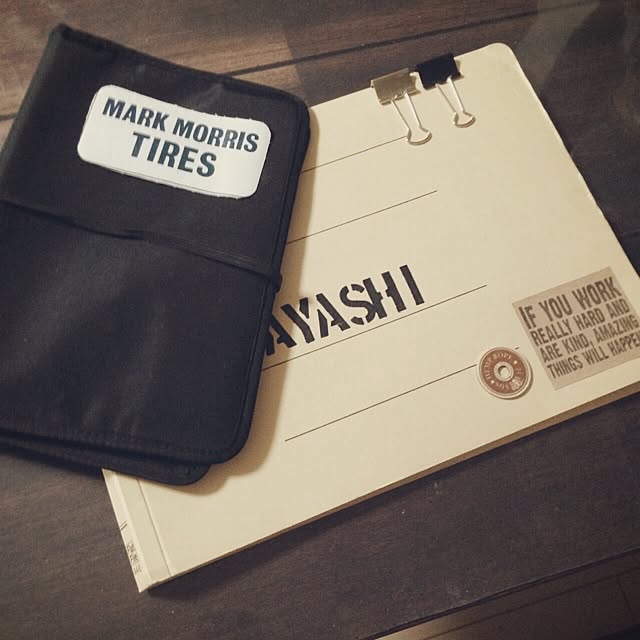 MARK MORRIS
TIRES
AYASHI
IF YOU WORK
REALLY HARD AND
ARE KIND, AMAZING
THINGS WILL HAPPEN